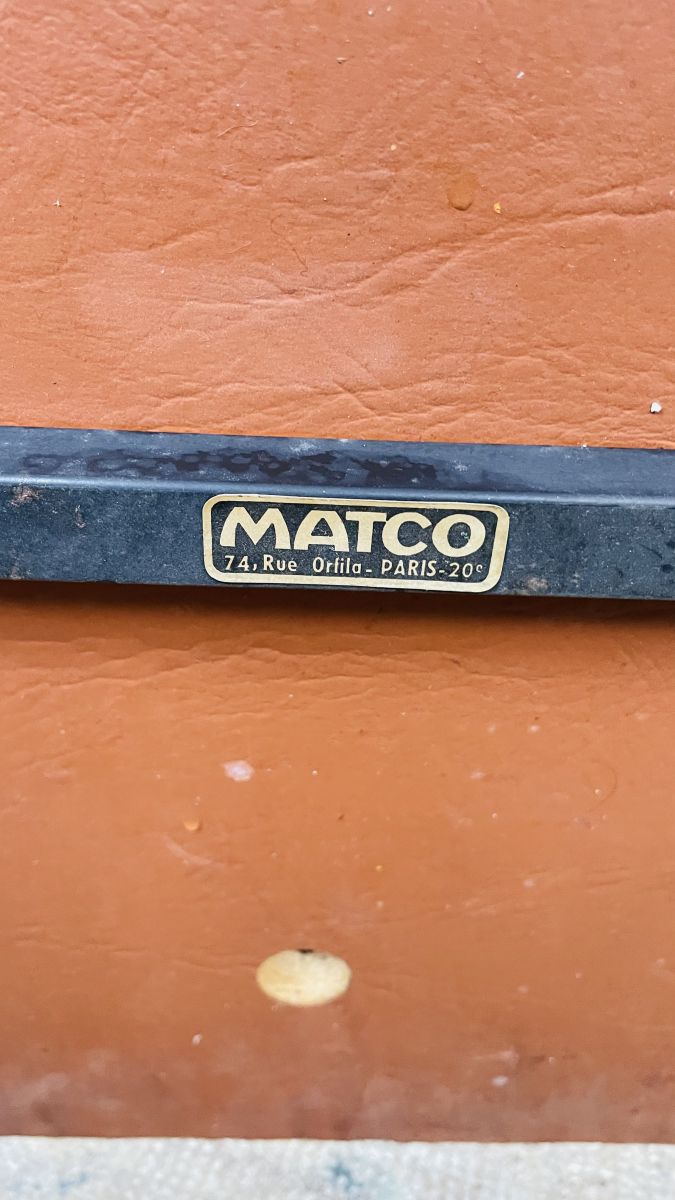 MATCO
74, Rue Orfila - PARIS - 20e